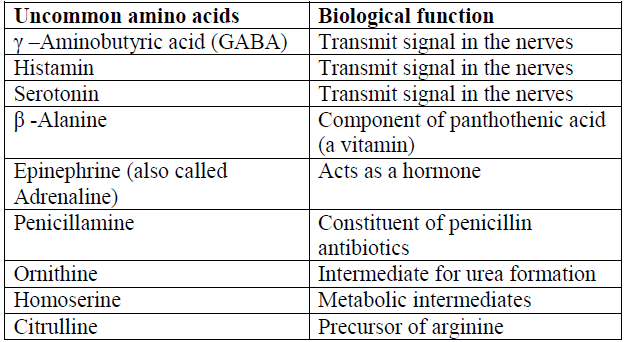 Uncommon amino acids Biological function
γ –Aminobutyric acid (GABA) Transmit signal in the nerves
Histamin Transmit signal in the nerves
Serotonin Transmit signal in the nerves
β -Alanine Component of panthothenic acid
(a vitamin)
Epinephrine (also called Acts as a hormone
Adrenaline)
Penicillamine Constituent of penicillin
antibiotics
Ornithine Intermediate for urea formation
Homoserine Metabolic intermediates
Citrulline Precursor of arginine